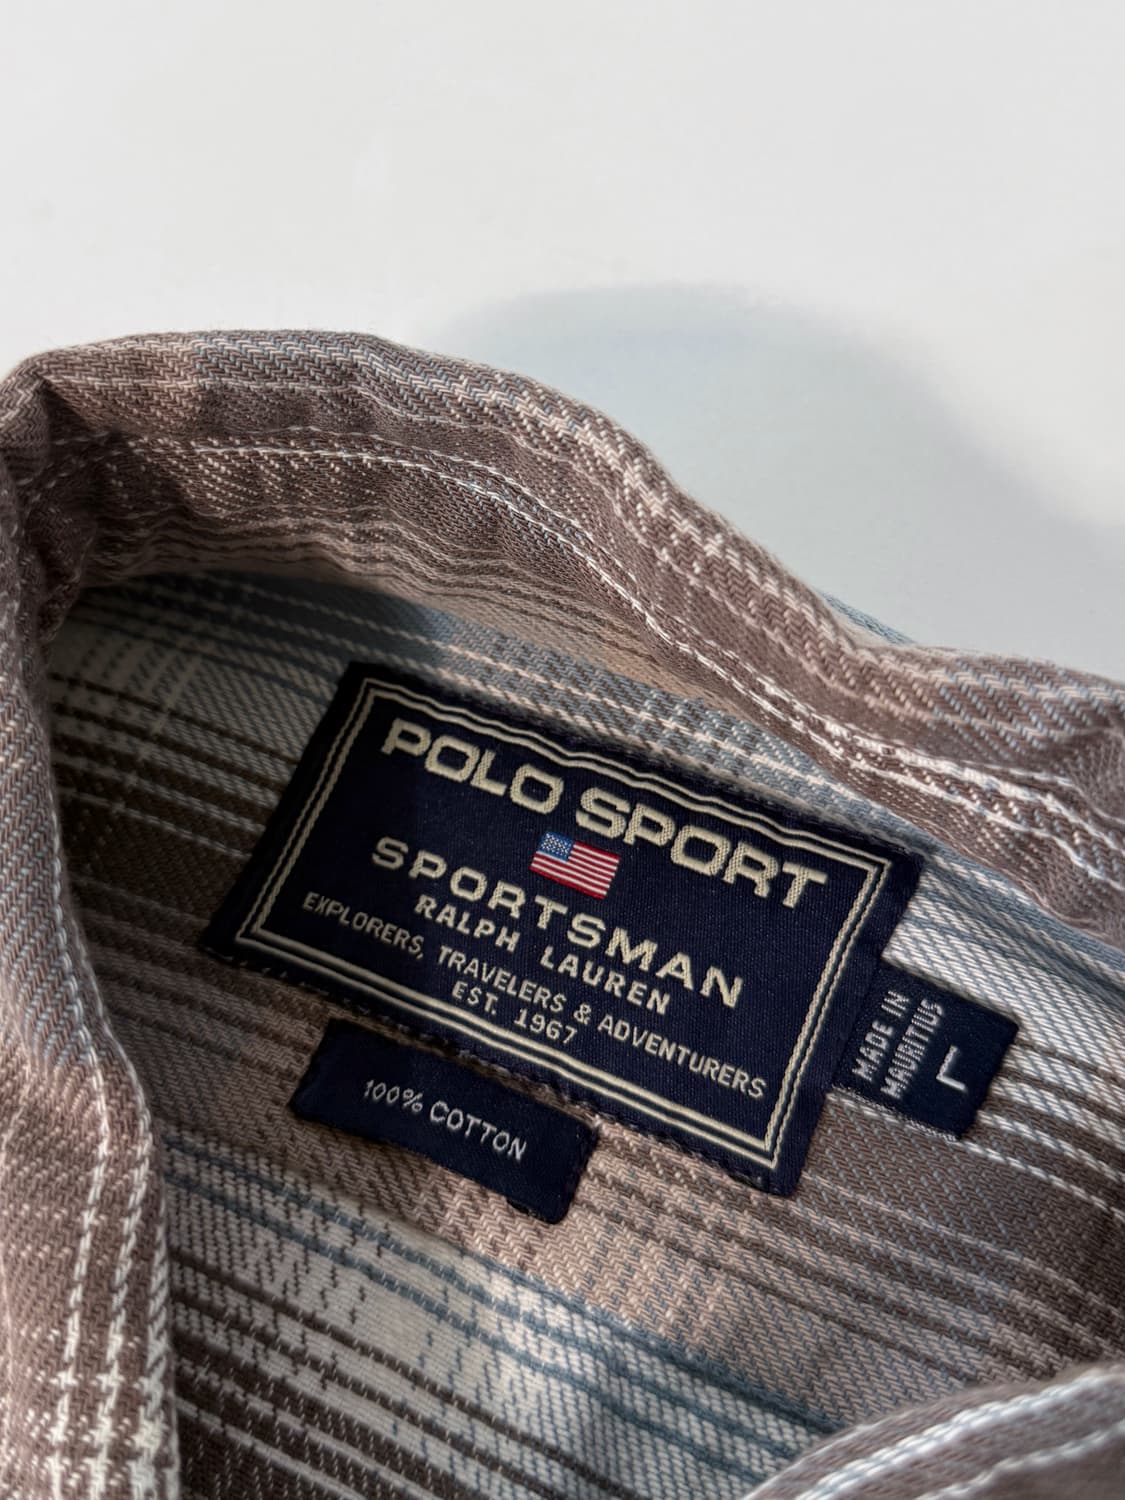 POLO SPORT
SPORTSMAN
RALPH LAUREN
EXPLORERS, TRAVELERS & ADVENTURERS
EST. 1967
100% COTTON
MADE IN
MAURITIUS
L